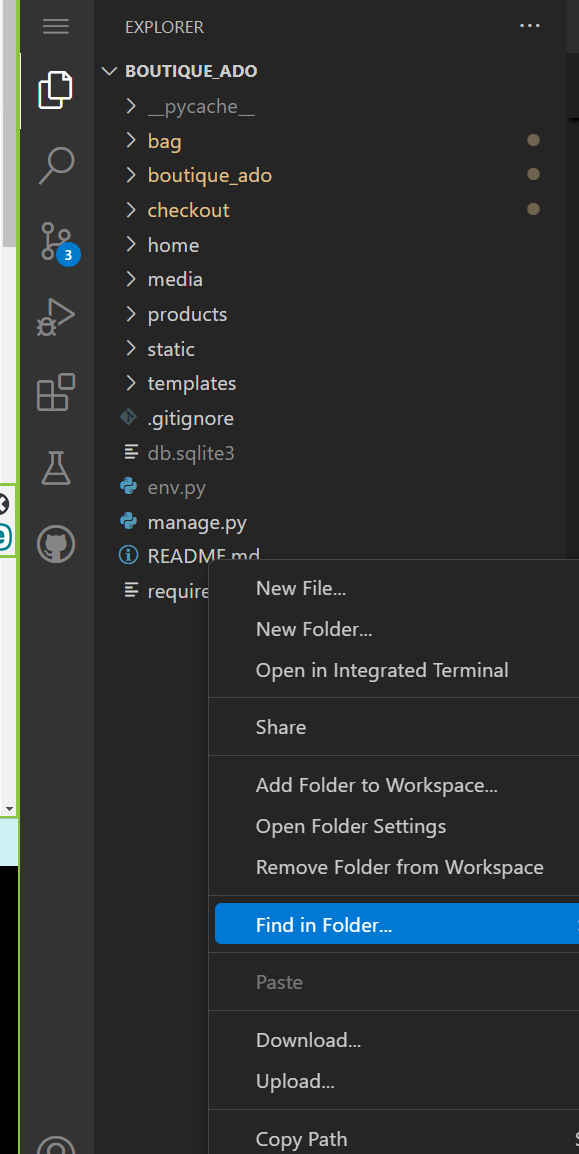 EXPLORER
...
BOUTIQUE_ADO
__pycache__
bag
boutique_ado
checkout
3
home
media
products
static
templates
.gitignore
db.sqlite3
env.py
manage.py
README.md
require
New File...
New Folder...
Open in Integrated Terminal
Share
Add Folder to Workspace...
Open Folder Settings
Remove Folder from Workspace
Find in Folder...
Paste
Download...
Upload...
Copy Path